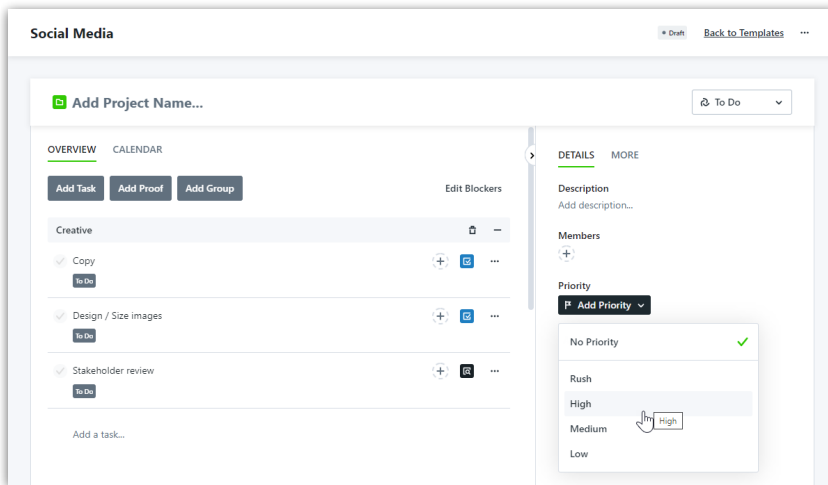 Social Media
Draft
Back to Templates
Add Project Name...
To Do
OVERVIEW CALENDAR
Add Task Add Proof Add Group Edit Blockers
Creative
Copy
To Do
Design / Size images
To Do
Stakeholder review
To Do
Add a task...
DETAILS MORE
Description
Add description...
Members
Priority
Add Priority
No Priority
Rush
High
High
Medium
Low